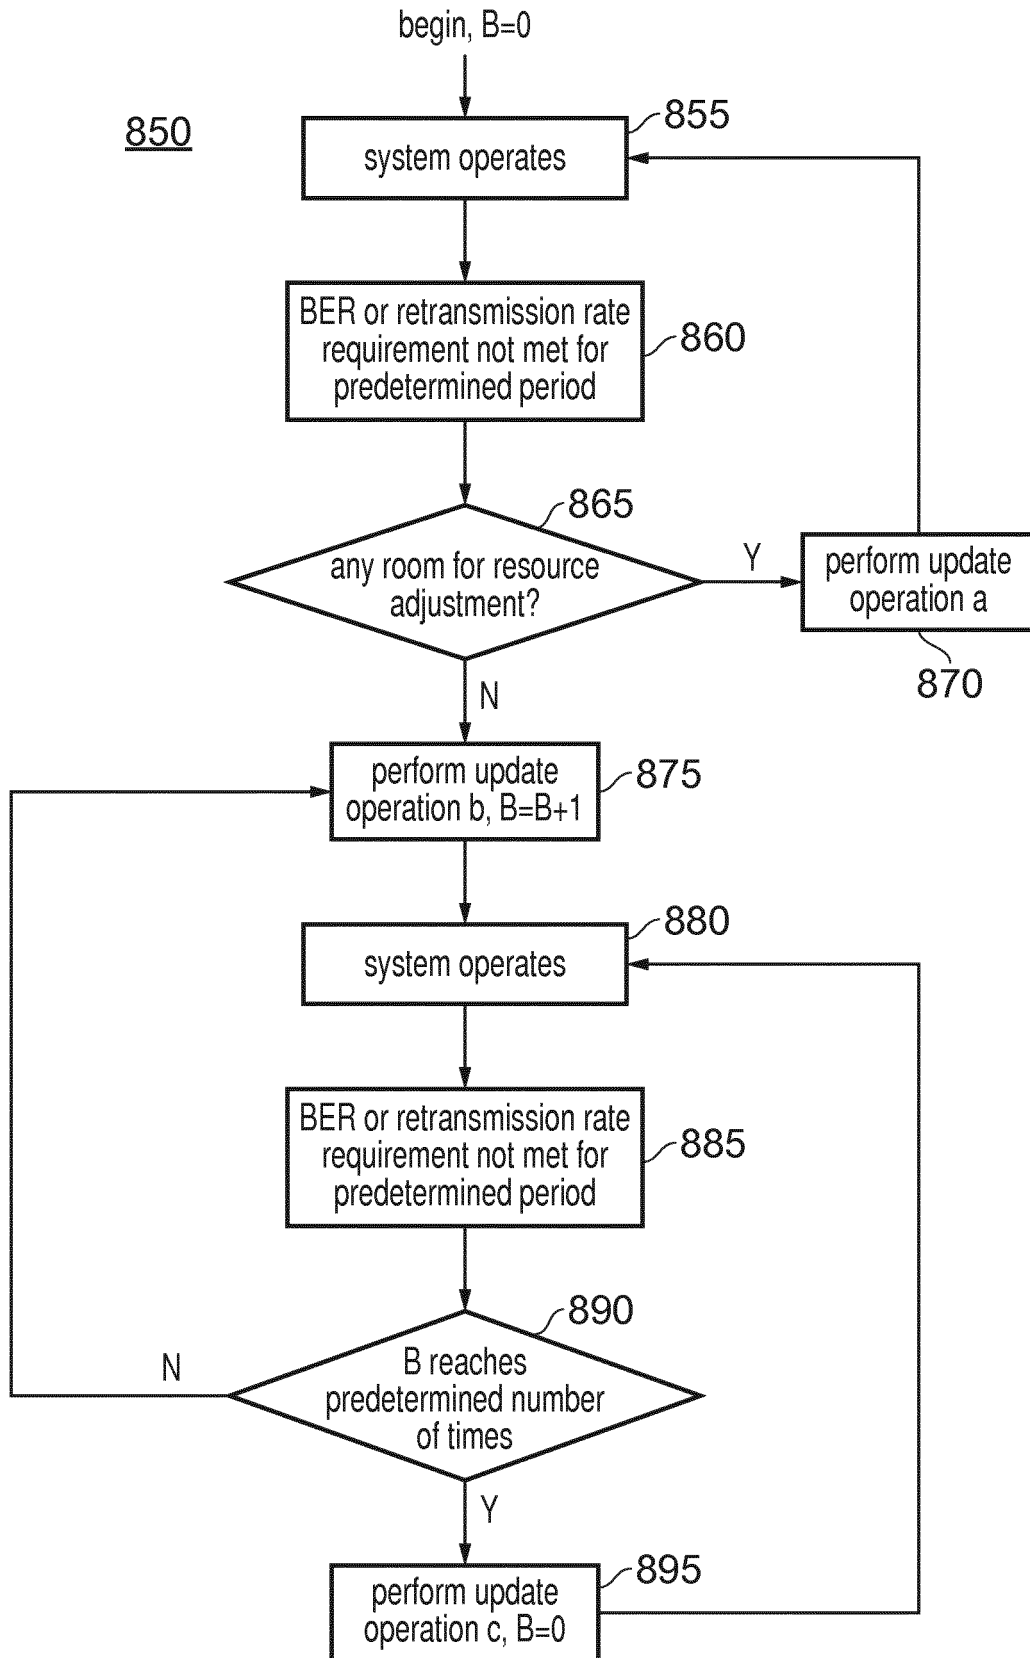 begin, B=0
850
855
system operates
BER or retransmission rate
requirement not met for
predetermined period
860
865
any room for resource
adjustment?
Y
perform update
operation a
870
N
perform update
operation b, B=B+1
875
880
system operates
BER or retransmission rate
requirement not met for
predetermined period
885
890
B reaches
predetermined number
of times
N
Y
perform update
operation c, B=0
895